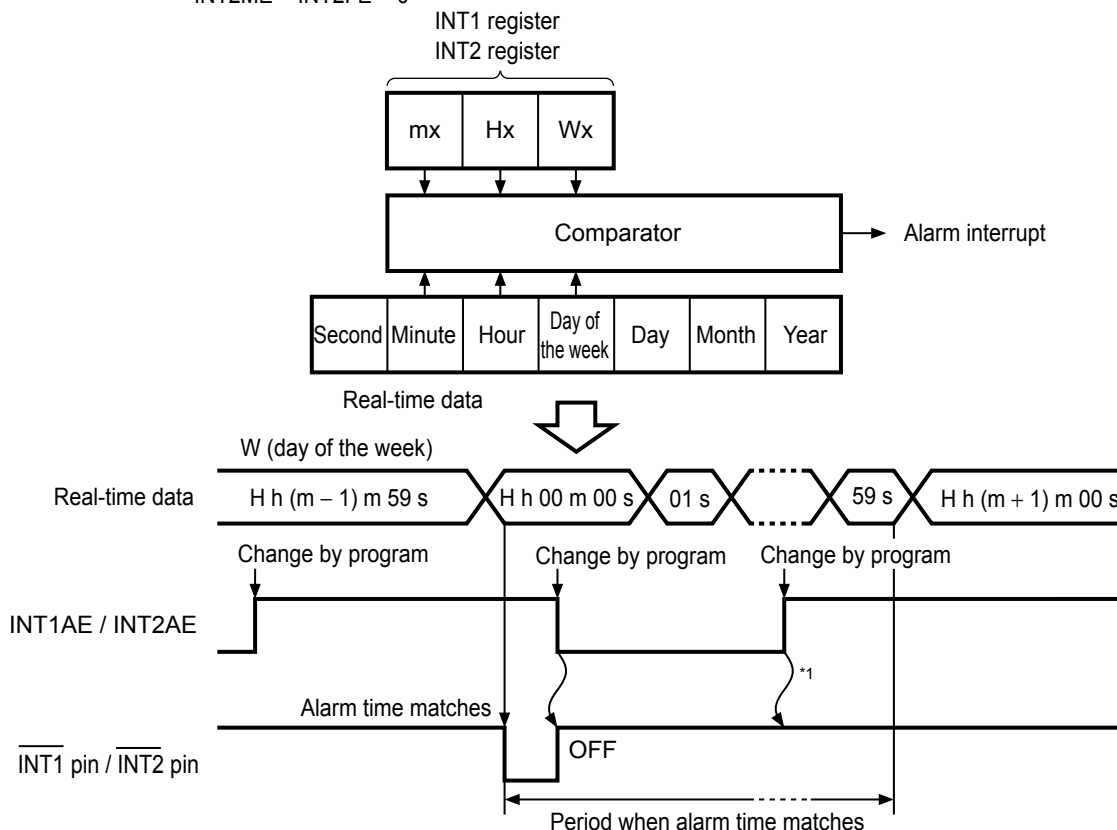 INT1 register
INT2 register
mx Hx Wx
Comparator
Alarm interrupt
Second Minute Hour Day of the week Day Month Year
Real-time data
W (day of the week)
Real-time data
H h (m − 1) m 59 s
H h 00 m 00 s
01 s
59 s
H h (m + 1) m 00 s
Change by program
Change by program
Change by program
INT1AE / INT2AE
*1
Alarm time matches
INT1 pin / INT2 pin
OFF
Period when alarm time matches